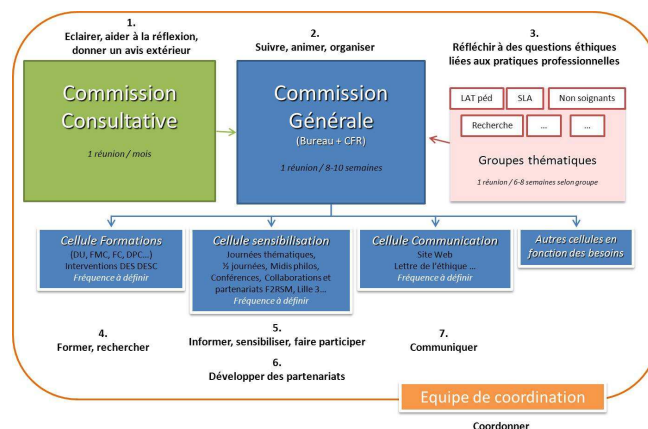 1.
Eclairer, aider à la réflexion,
donner un avis extérieur
2.
Suivre, animer, organiser
3.
Réfléchir à des questions éthiques
liées aux pratiques professionnelles
Commission
Consultative
1 réunion / mois
Commission
Générale
(Bureau + CFR)
1 réunion / 8-10 semaines
LAT péd
SLA
Non soignants
Recherche
...
...
Groupes thématiques
1 réunion / 6-8 semaines selon groupe
Cellule Formations
(DU, FMC, FC, DPC...)
Interventions DES DESC
Fréquence à définir
Cellule sensibilisation
Journées thématiques,
½ journées, Midis philos,
Conférences, Collaborations et
partenariats F2RSM, Lille 3...
Fréquence à définir
Cellule Communication
Site Web
Lettre de l'éthique ...
Fréquence à définir
Autres cellules en
fonction des besoins
4.
Former, rechercher
5.
Informer, sensibiliser, faire participer
6.
Développer des partenariats
7.
Communiquer
Equipe de coordination
Coordonner